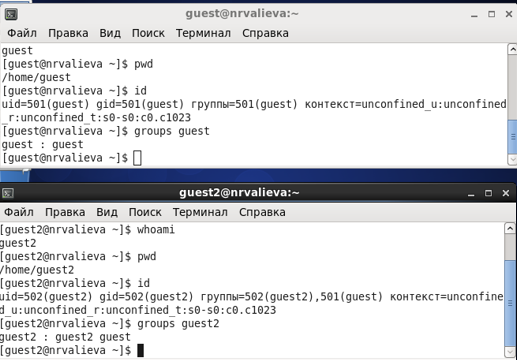 guest@nrvalieva:~
Файл Правка Вид Поиск Терминал Справка
guest
[guest@nrvalieva ~]$ pwd
/home/guest
[guest@nrvalieva ~]$ id
uid=501(guest) gid=501(guest) группы=501(guest) контекст=unconfined_u:unconfined
_r:unconfined_t:s0-s0:c0.c1023
[guest@nrvalieva ~]$ groups guest
guest : guest
[guest@nrvalieva ~]$
guest2@nrvalieva:~
Файл Правка Вид Поиск Терминал Справка
[guest2@nrvalieva ~]$ whoami
guest2
[guest2@nrvalieva ~]$ pwd
/home/guest2
[guest2@nrvalieva ~]$ id
uid=502(guest2) gid=502(guest2) группы=502(guest2),501(guest) контекст=unconfine
d_u:unconfined_r:unconfined_t:s0-s0:c0.c1023
[guest2@nrvalieva ~]$ groups guest2
guest2 : guest2 guest
[guest2@nrvalieva ~]$